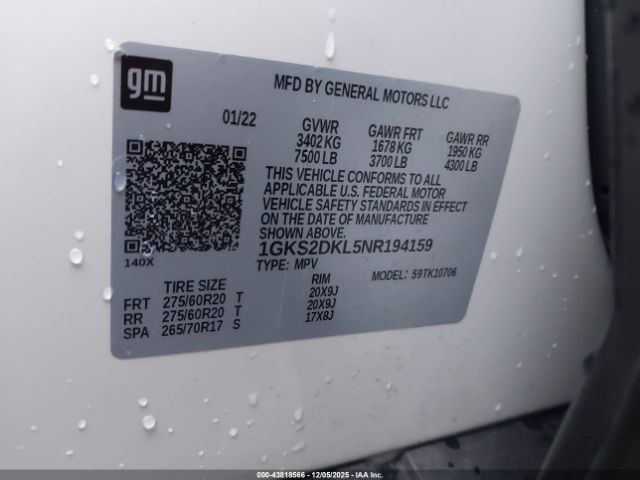 gm
MFD BY GENERAL MOTORS LLC
01/22 GVWR GAWR FRT GAWR RR
3402 KG 1678 KG 1950 KG
7500 LB 3700 LB 4300 LB
THIS VEHICLE CONFORMS TO ALL
APPLICABLE U.S. FEDERAL MOTOR
VEHICLE SAFETY STANDARDS IN EFFECT
ON THE DATE OF MANUFACTURE
SHOWN ABOVE.
140X 1GKS2DKL5NR194159
TYPE: MPV MODEL: 59TK10706
TIRE SIZE RIM
FRT 275/60R20 T 20X9J
RR 275/60R20 T 20X9J
SPA 265/70R17 S 17X8J
000-43818566 - 12/05/2025 - IAA Inc.